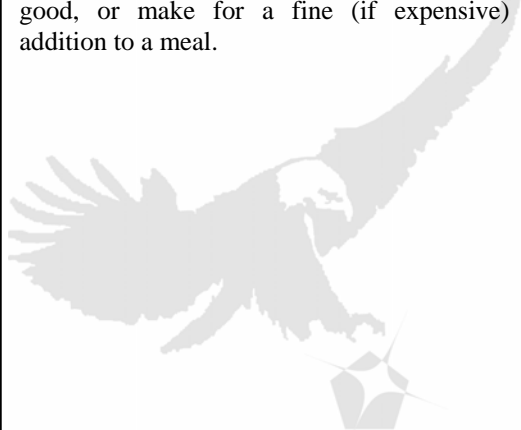 good, or make for a fine (if expensive)
addition to a meal.